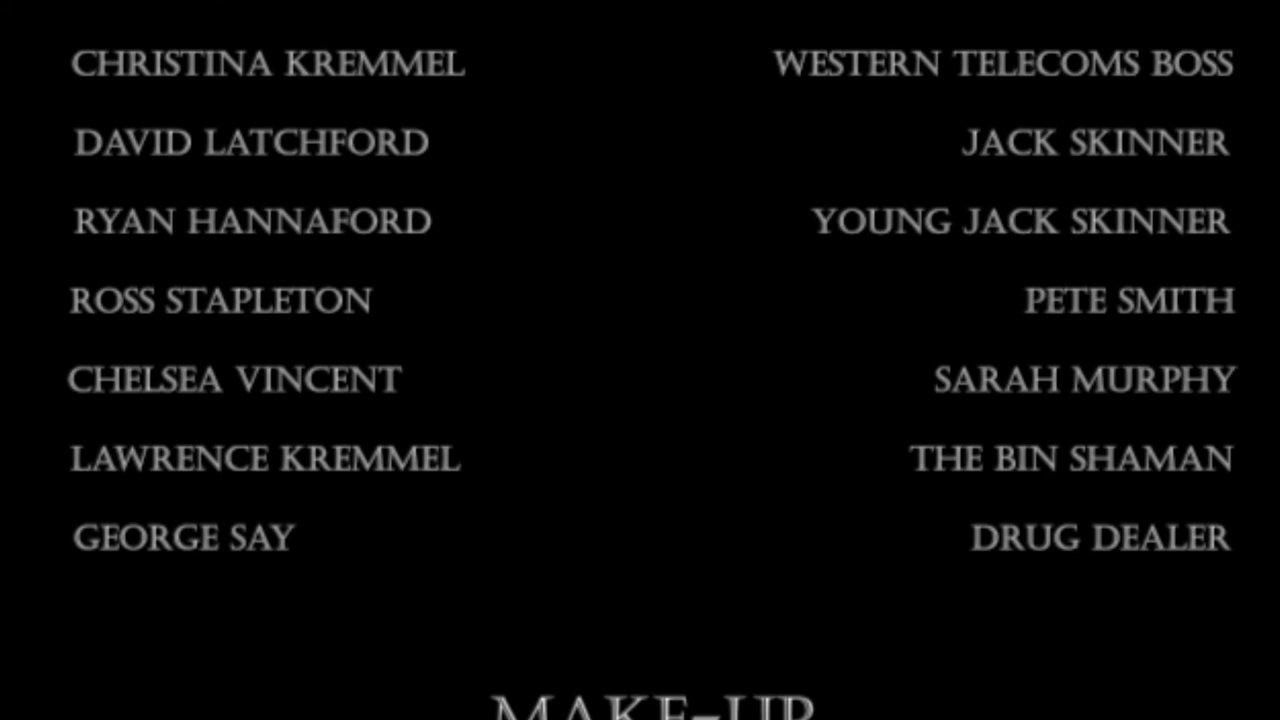 CHRISTINA KREMMEL WESTERN TELECOMS BOSS
DAVID LATCHFORD JACK SKINNER
RYAN HANNAFORD YOUNG JACK SKINNER
ROSS STAPLETON PETE SMITH
CHELSEA VINCENT SARAH MURPHY
LAWRENCE KREMMEL THE BIN SHAMAN
GEORGE SAY DRUG DEALER
MAKE-UP